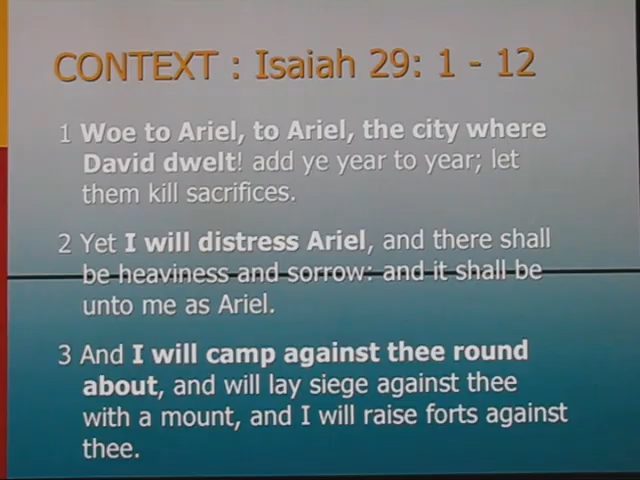 CONTEXT : Isaiah 29: 1 - 12
1 Woe to Ariel, to Ariel, the city where
David dwelt! add ye year to year; let
them kill sacrifices.
2 Yet I will distress Ariel, and there shall
be heaviness and sorrow: and it shall be
unto me as Ariel.
3 And I will camp against thee round
about, and will lay siege against thee
with a mount, and I will raise forts against
thee.